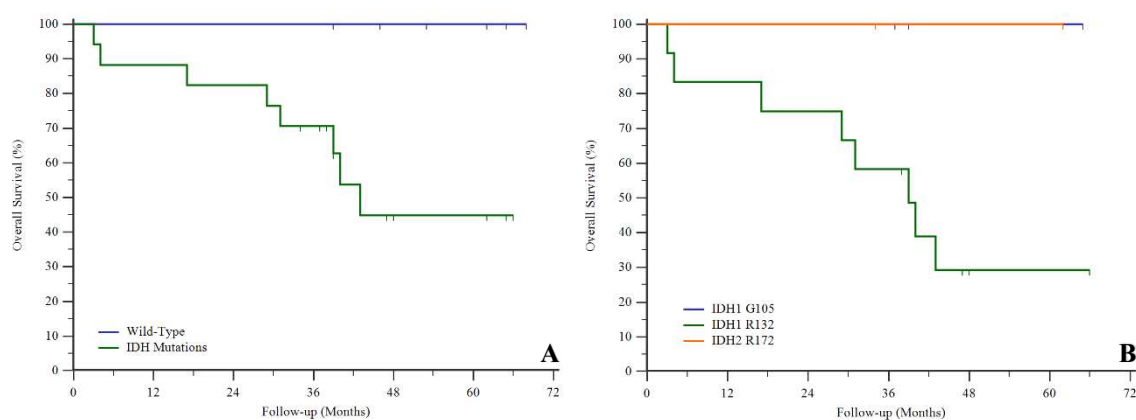 100
90
80
70
60
50
40
30
20
10
0
Overall Survival (%)
0 12 24 36 48 60 72
Follow-up (Months)
Wild-Type
IDH Mutations
A
100
90
80
70
60
50
40
30
20
10
0
Overall Survival (%)
0 12 24 36 48 60 72
Follow-up (Months)
IDH1 G105
IDH1 R132
IDH2 R172
B